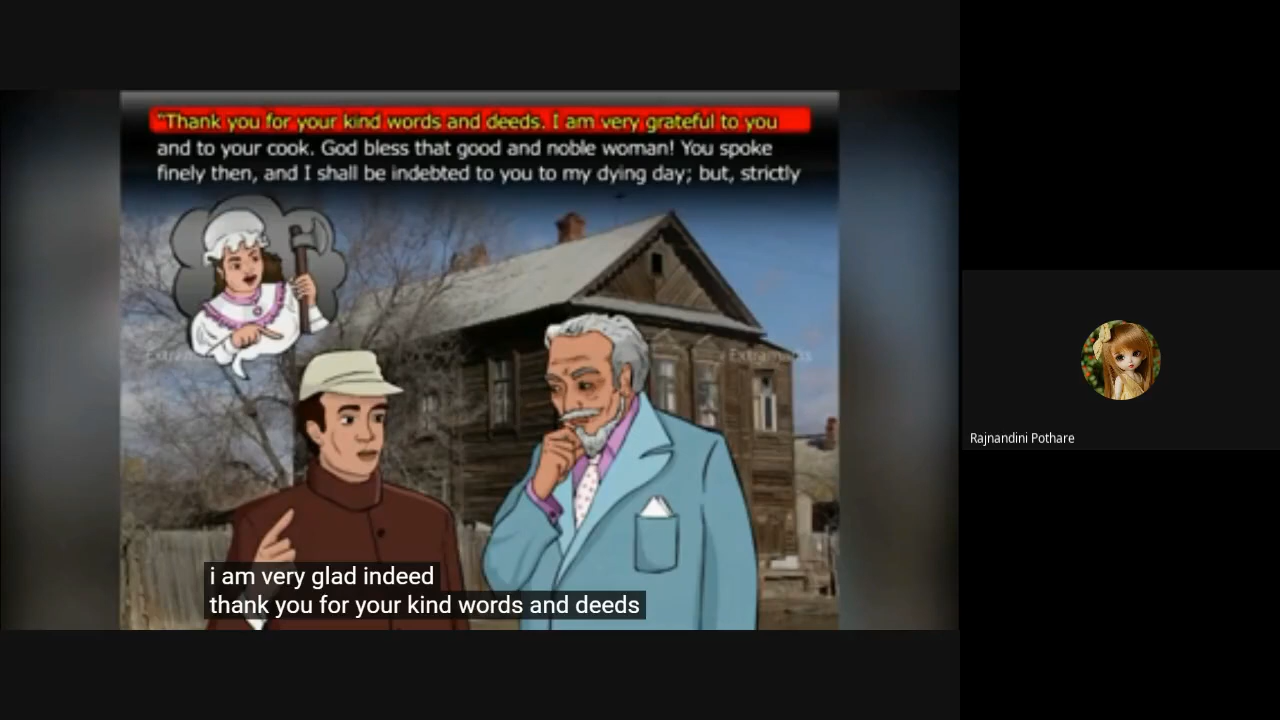 "Thank you for your kind words and deeds. I am very grateful to you
and to your cook. God bless that good and noble woman! You spoke
finely then, and I shall be indebted to you to my dying day; but, strictly
Extramarks
i am very glad indeed
thank you for your kind words and deeds
Rajnandini Pothare